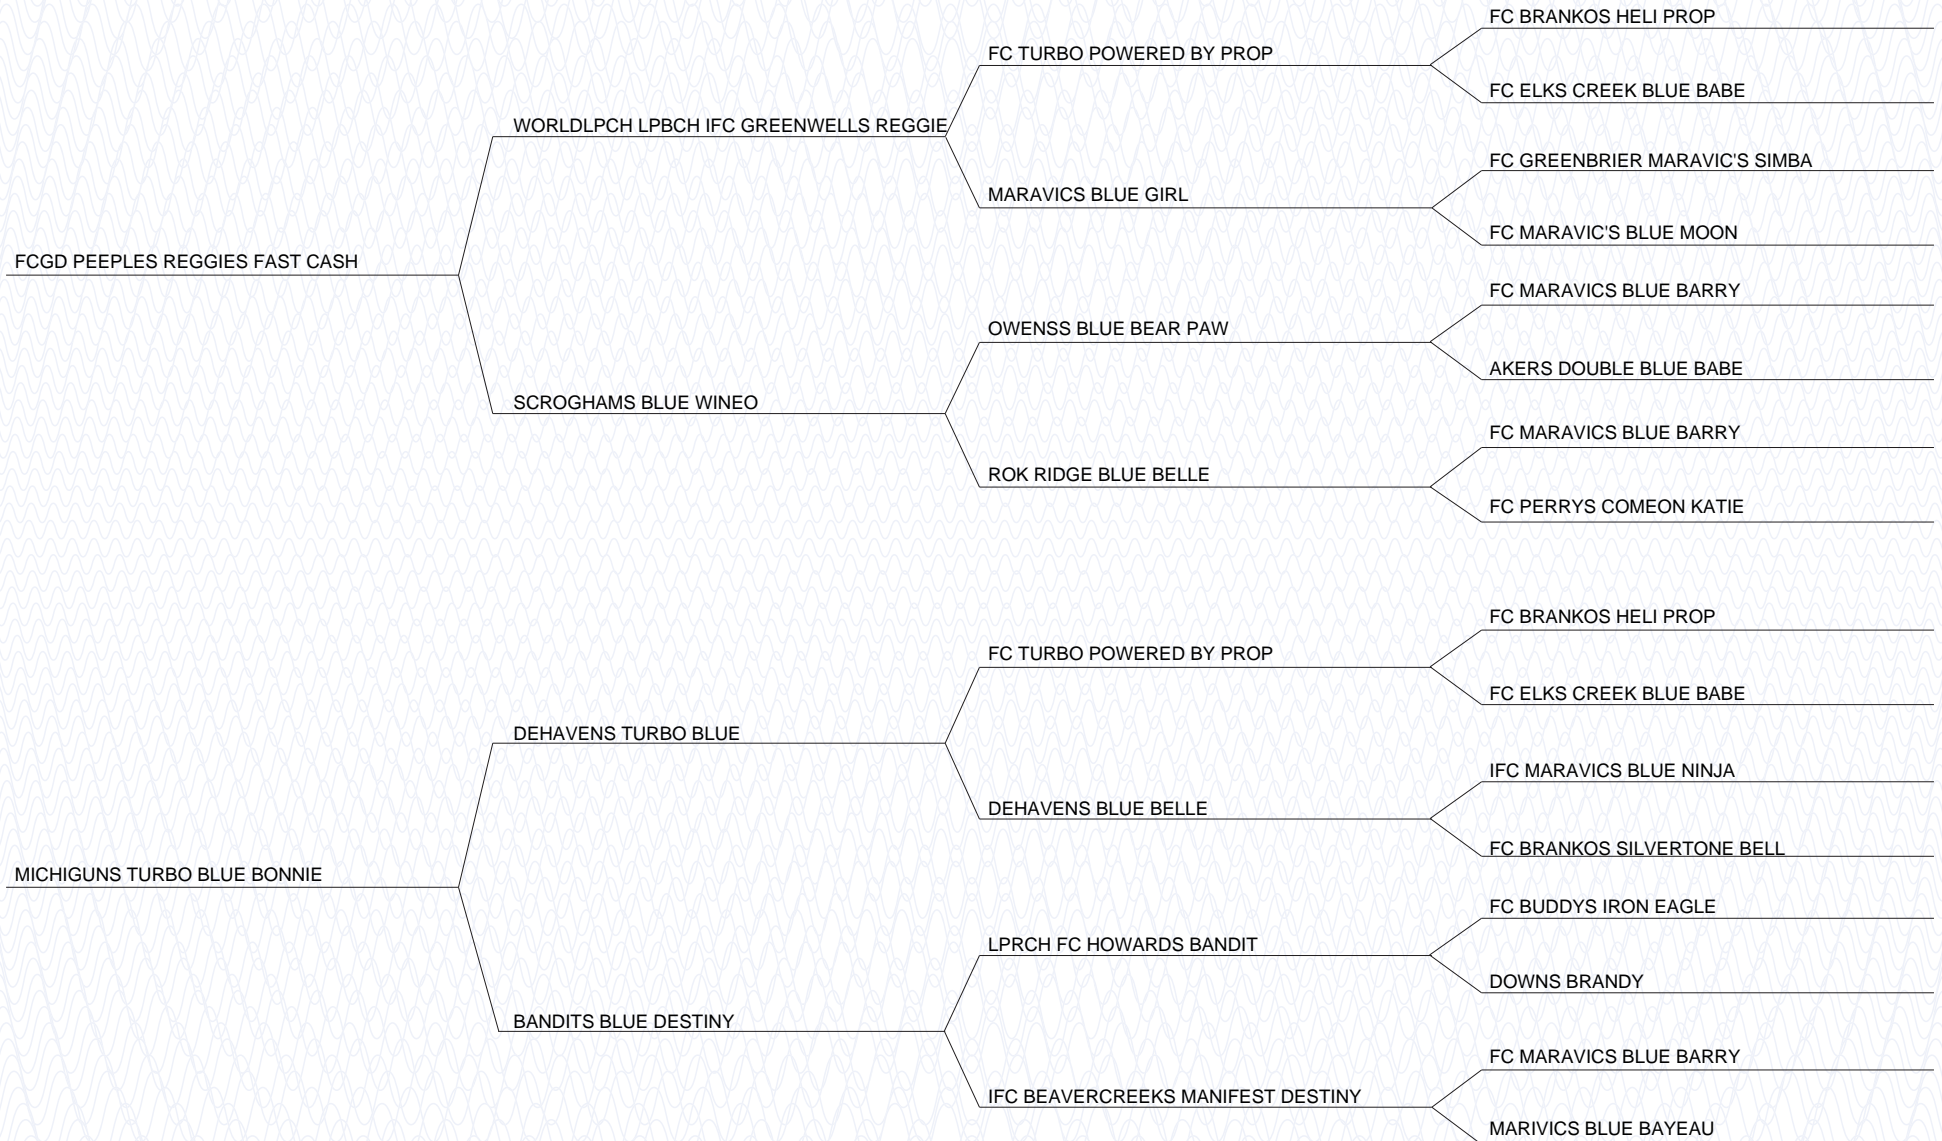 FC BRANKOS HELI PROP
FC TURBO POWERED BY PROP
FC ELKS CREEK BLUE BABE
WORLDLPCH LPBCH IFC GREENWELLS REGGIE
FC GREENBRIER MARAVIC'S SIMBA
MARAVICS BLUE GIRL
FC MARAVIC'S BLUE MOON
FCGD PEEPLES REGGIES FAST CASH
FC MARAVICS BLUE BARRY
OWENSS BLUE BEAR PAW
AKERS DOUBLE BLUE BABE
SCROGHAMS BLUE WINEO
FC MARAVICS BLUE BARRY
ROK RIDGE BLUE BELLE
FC PERRYS COMEON KATIE
FC BRANKOS HELI PROP
FC TURBO POWERED BY PROP
FC ELKS CREEK BLUE BABE
DEHAVENS TURBO BLUE
IFC MARAVICS BLUE NINJA
DEHAVENS BLUE BELLE
FC BRANKOS SILVERTONE BELL
MICHIGUNS TURBO BLUE BONNIE
FC BUDDYS IRON EAGLE
LPRCH FC HOWARDS BANDIT
DOWNS BRANDY
BANDITS BLUE DESTINY
FC MARAVICS BLUE BARRY
IFC BEAVERCREEKS MANIFEST DESTINY
MARIVICS BLUE BAYEAU